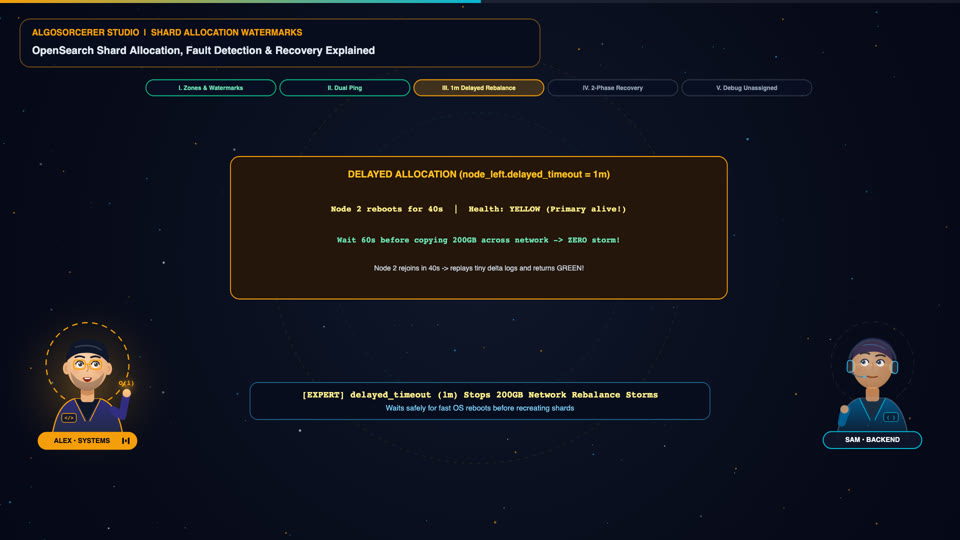 ALGOSORCERER STUDIO | SHARD ALLOCATION WATERMARKS
OpenSearch Shard Allocation, Fault Detection & Recovery Explained
I. Zones & Watermarks
II. Dual Ping
III. 1m Delayed Rebalance
IV. 2-Phase Recovery
V. Debug Unassigned
DELAYED ALLOCATION (node_left.delayed_timeout = 1m)
Node 2 reboots for 40s | Health: YELLOW (Primary alive!)
Wait 60s before copying 200GB across network -> ZERO storm!
Node 2 rejoins in 40s -> replays tiny delta logs and returns GREEN!
O(1)
</>
ALEX • SYSTEMS
[EXPERT] delayed_timeout (1m) Stops 200GB Network Rebalance Storms
Waits safely for fast OS reboots before recreating shards
{ }
SAM • BACKEND